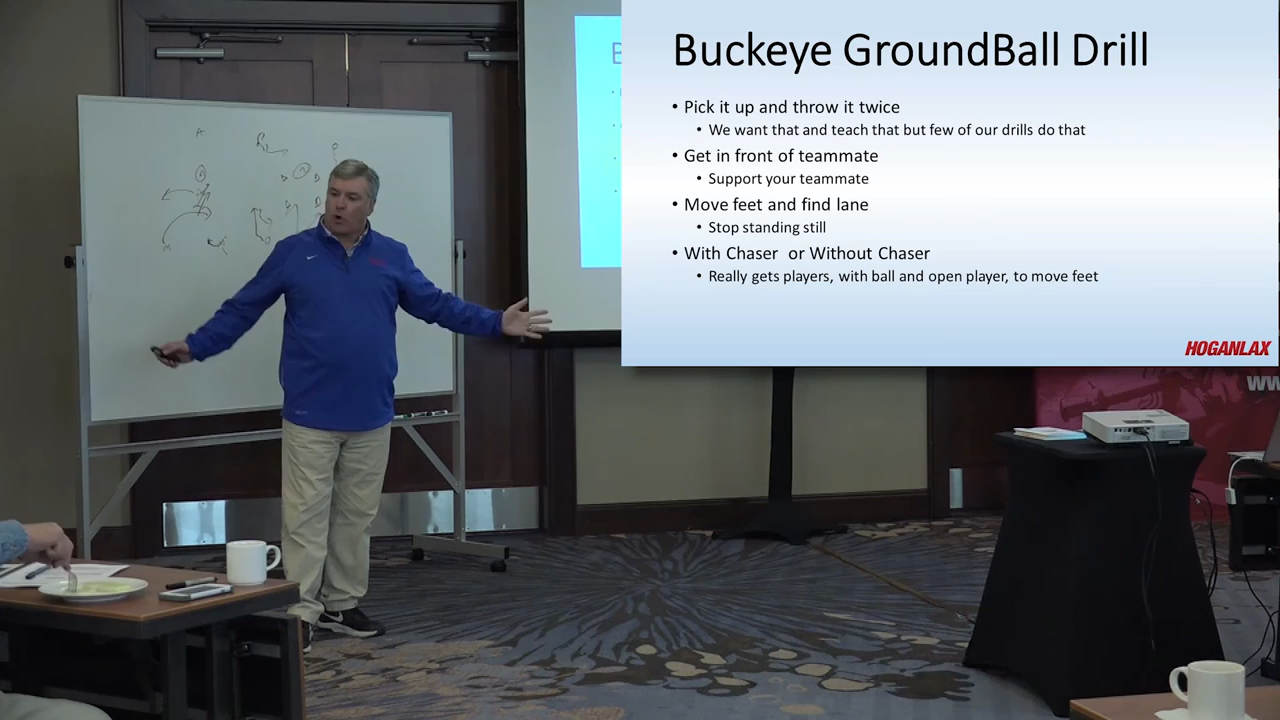 Buckeye GroundBall Drill
• Pick it up and throw it twice
• We want that and teach that but few of our drills do that
• Get in front of teammate
• Support your teammate
• Move feet and find lane
• Stop standing still
• With Chaser or Without Chaser
• Really gets players, with ball and open player, to move feet
HOGANLAX
ww